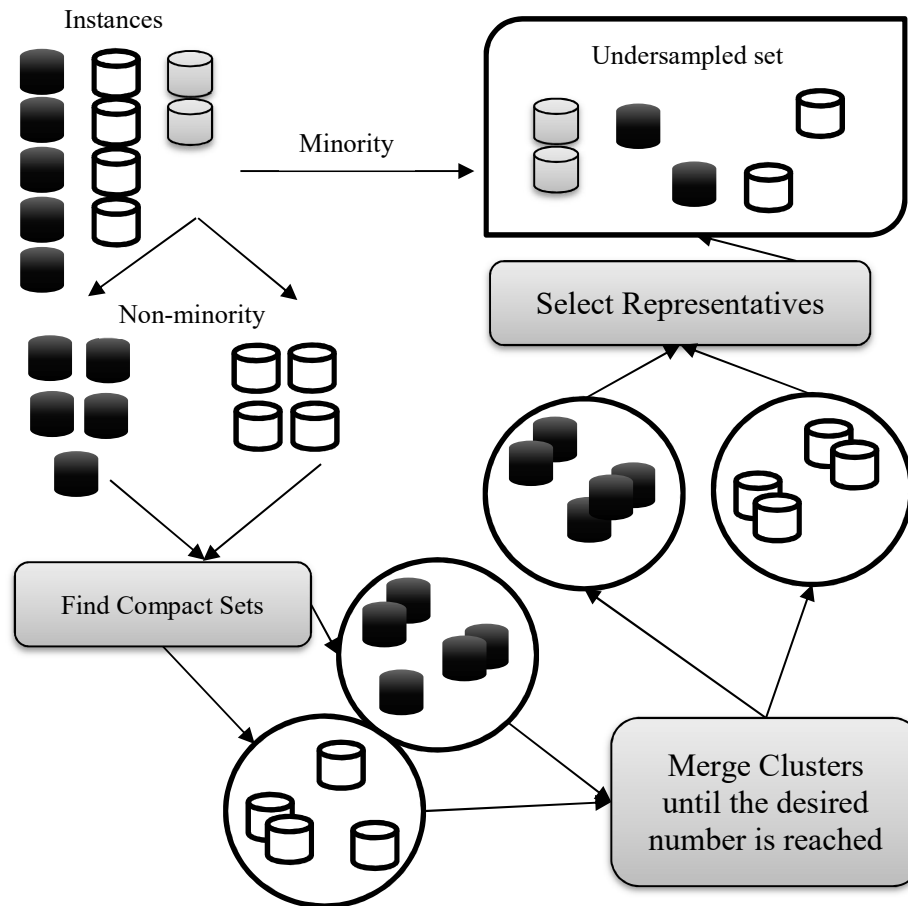 Instances
Undersampled set
Minority
Select Representatives
Non-minority
Find Compact Sets
Merge Clusters
until the desired
number is reached